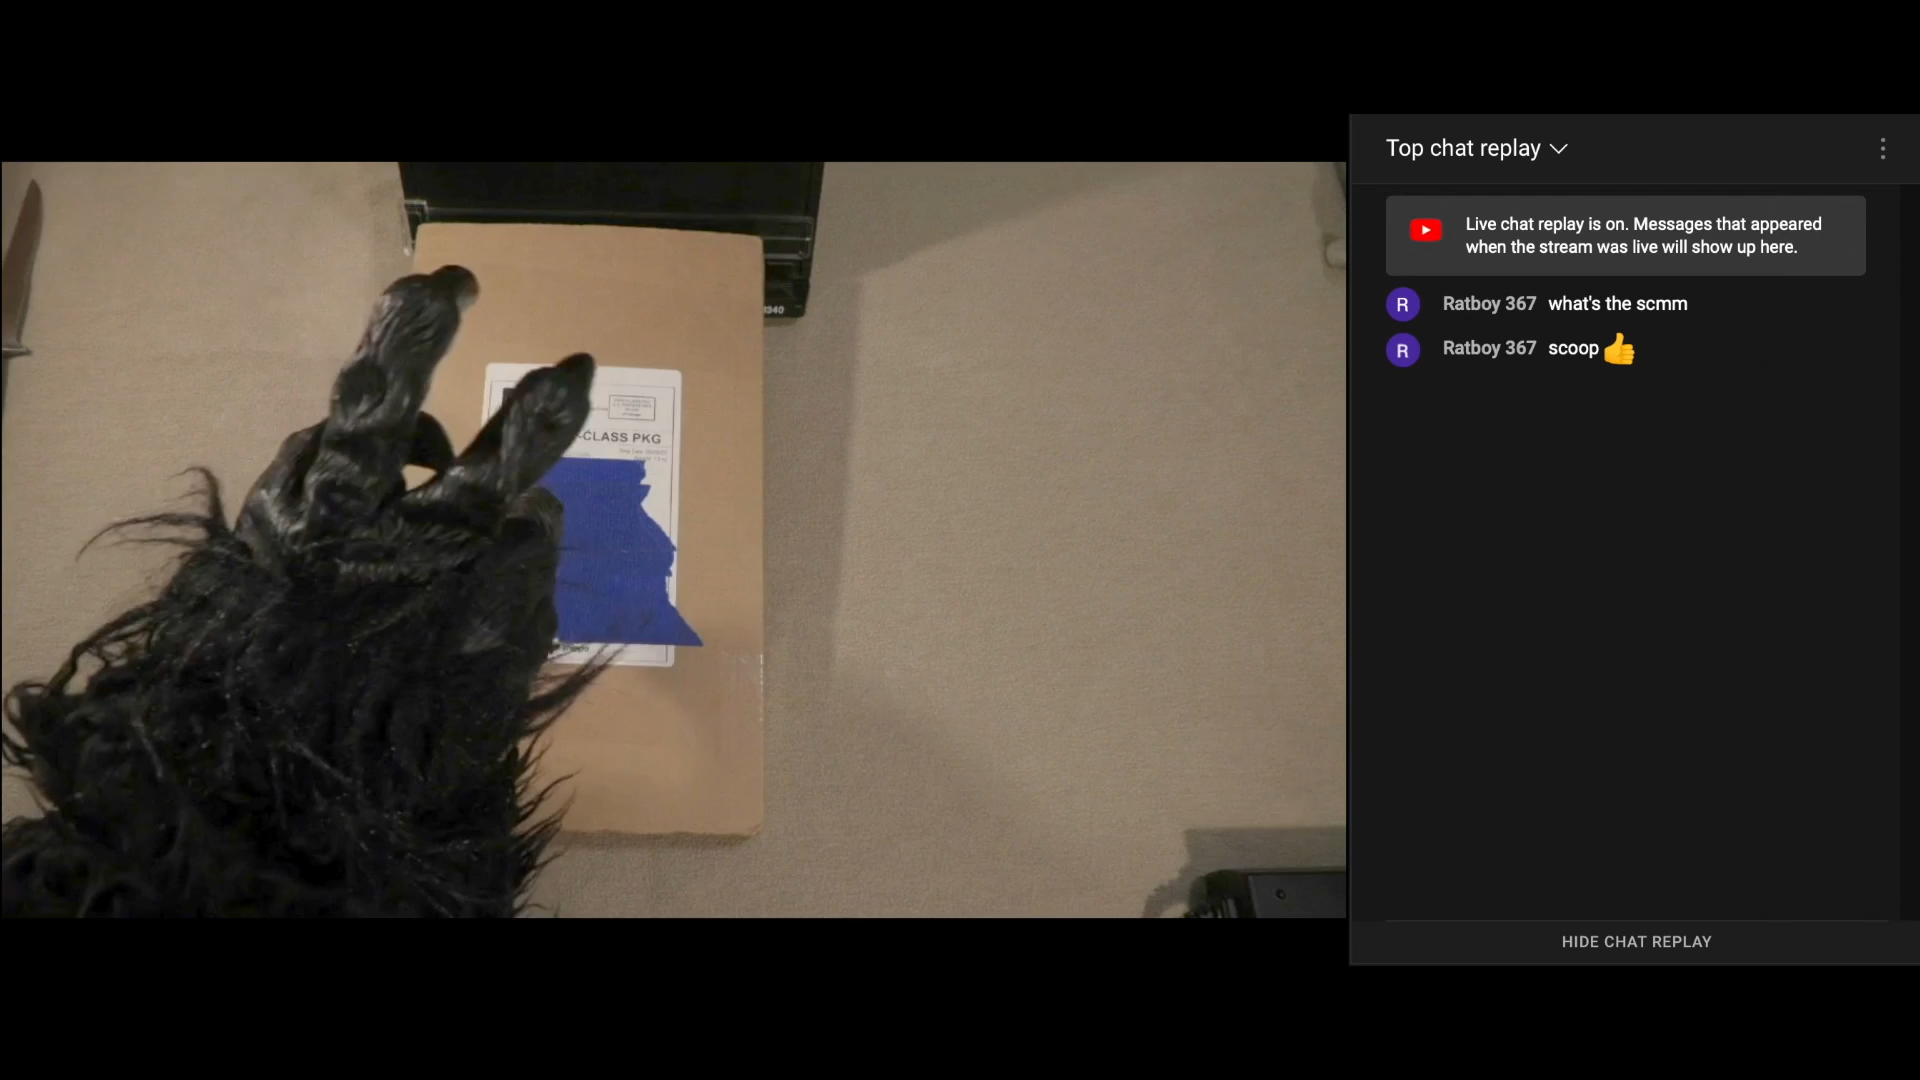 Top chat replay
Live chat replay is on. Messages that appeared
when the stream was live will show up here.
R Ratboy 367 what's the scmm
R Ratboy 367 scoop 👍
-CLASS PKG
HIDE CHAT REPLAY